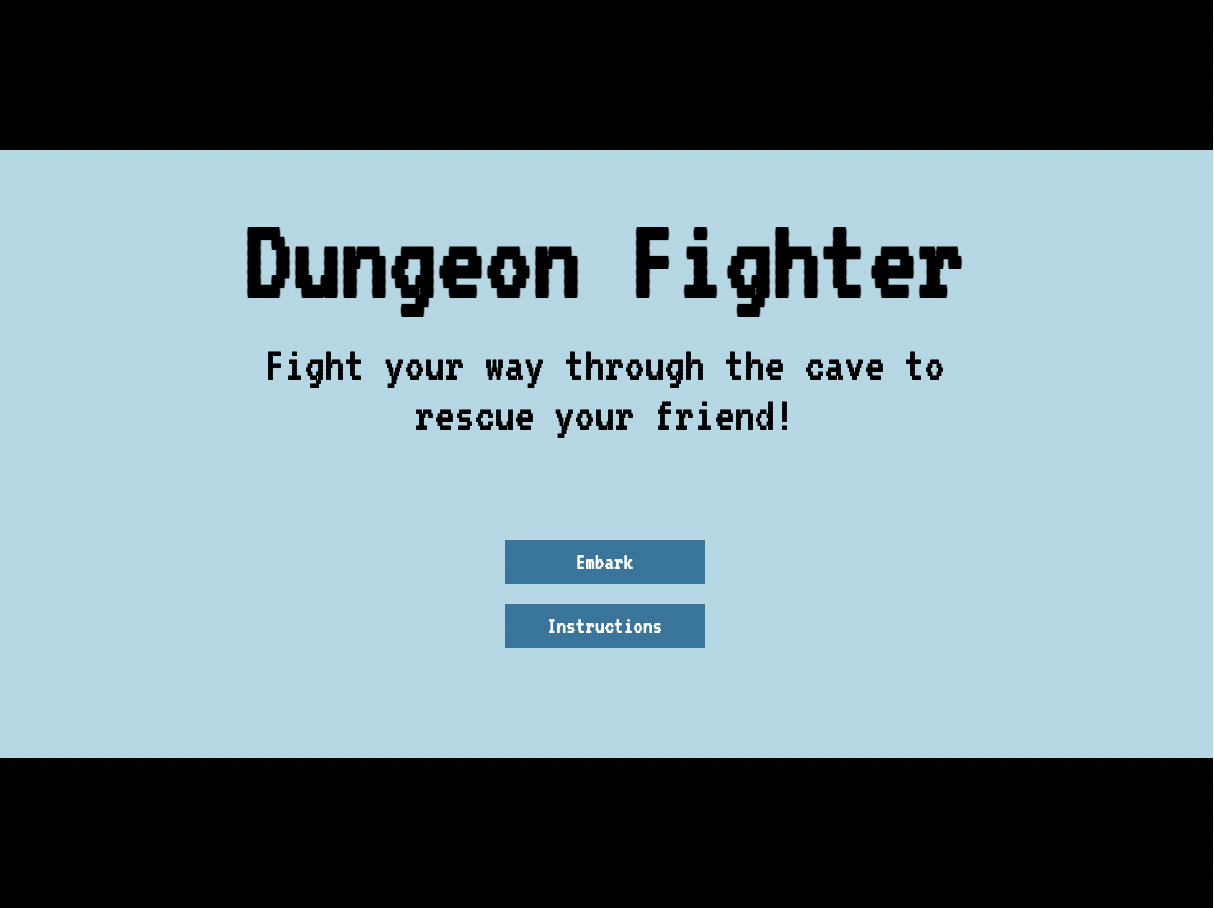 Dungeon Fighter
Fight your way through the cave to
rescue your friend!
Embark
Instructions